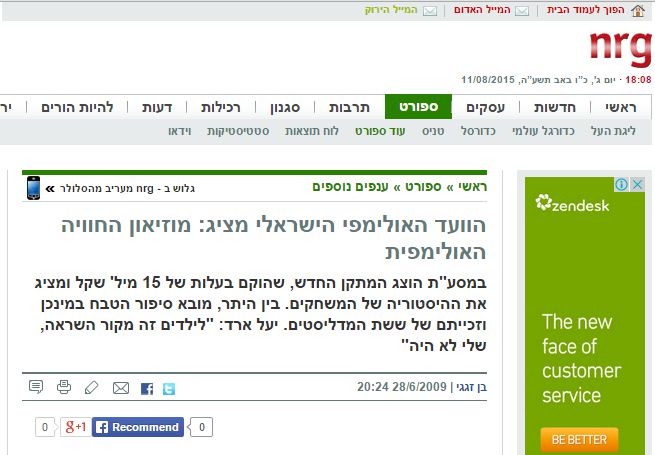 הפוך לעמוד הבית
המייל האדום
המייל הירוק
nrg
18:08 · יום ג', כ"ו באב תשע"ה, 11/08/2015
ראשי חדשות עסקים ספורט תרבות סגנון רכילות דעות להיות הורים יר
ליגת העל כדורגל עולמי כדורסל טניס עוד ספורט לוח תוצאות סטטיסטיקות וידאו
ראשי » ספורט » ענפים נוספים
גלוש ב - nrg מעריב מהסלולר »
הוועד האולימפי הישראלי מציג: מוזיאון החוויה
האולימפית
במסע"ת הוצג המתקן החדש, שהוקם בעלות של 15 מיל' שקל ומציג
את ההיסטוריה של המשחקים. בין היתר, מובא סיפור הטבח במינכן
וזכייתם של ששת המדליסטים. יעל ארד: "לילדים זה מקור השראה,
שלי לא היה"
בן זגגי | 28/6/2009 20:24
0 g+1 Recommend 0
zendesk
The new
face of
customer
service
BE BETTER